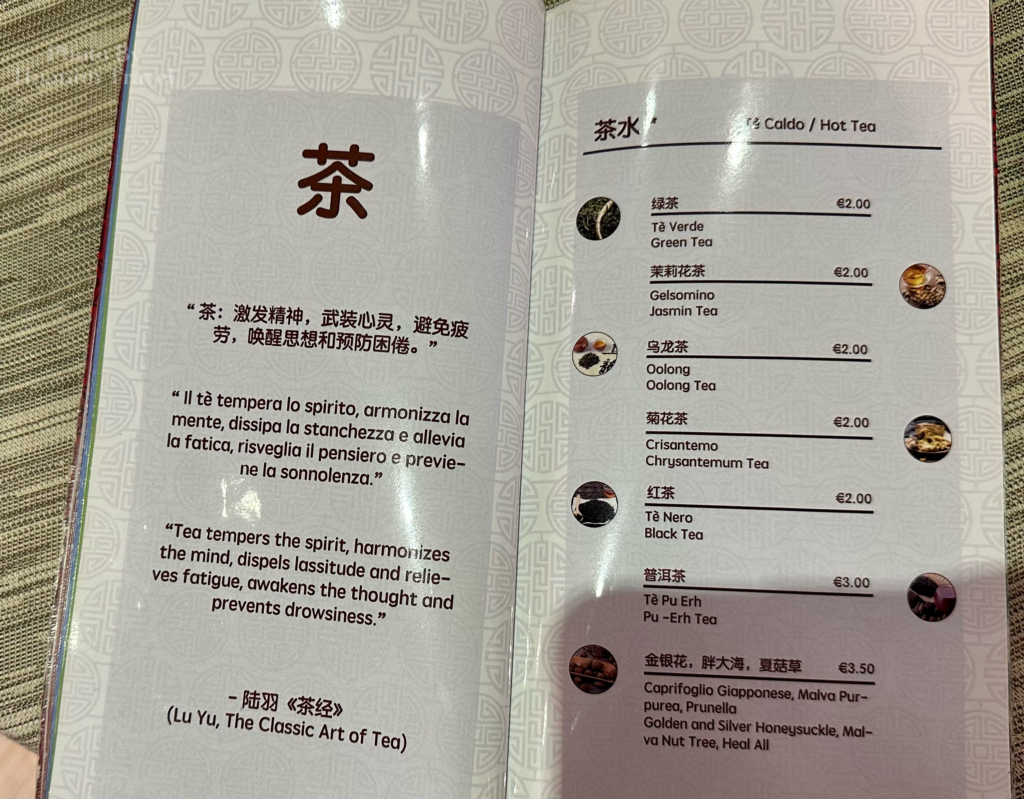 茶
“ 茶：激发精神，武装心灵，避免疲
劳，唤醒思想和预防困倦。”
“ Il tè tempera lo spirito, armonizza la
mente, dissipa la stanchezza e allevia
la fatica, risveglia il pensiero e previe–
ne la sonnolenza.”
“Tea tempers the spirit, harmonizes
the mind, dispels lassitude and relie–
ves fatigue, awakens the thought and
prevents drowsiness.”
– 陆羽《茶经》
(Lu Yu, The Classic Art of Tea)
茶水 Tè Caldo / Hot Tea
绿茶 €2.00
Tè Verde
Green Tea
茉莉花茶 €2.00
Gelsomino
Jasmin Tea
乌龙茶 €2.00
Oolong
Oolong Tea
菊花茶 €2.00
Crisantemo
Chrysantemum Tea
红茶 €2.00
Tè Nero
Black Tea
普洱茶 €3.00
Tè Pu Erh
Pu –Erh Tea
金银花，胖大海，夏菇草 €3.50
Caprifoglio Giapponese, Malva Pur–
purea, Prunella
Golden and Silver Honeysuckle, Mal–
va Nut Tree, Heal All